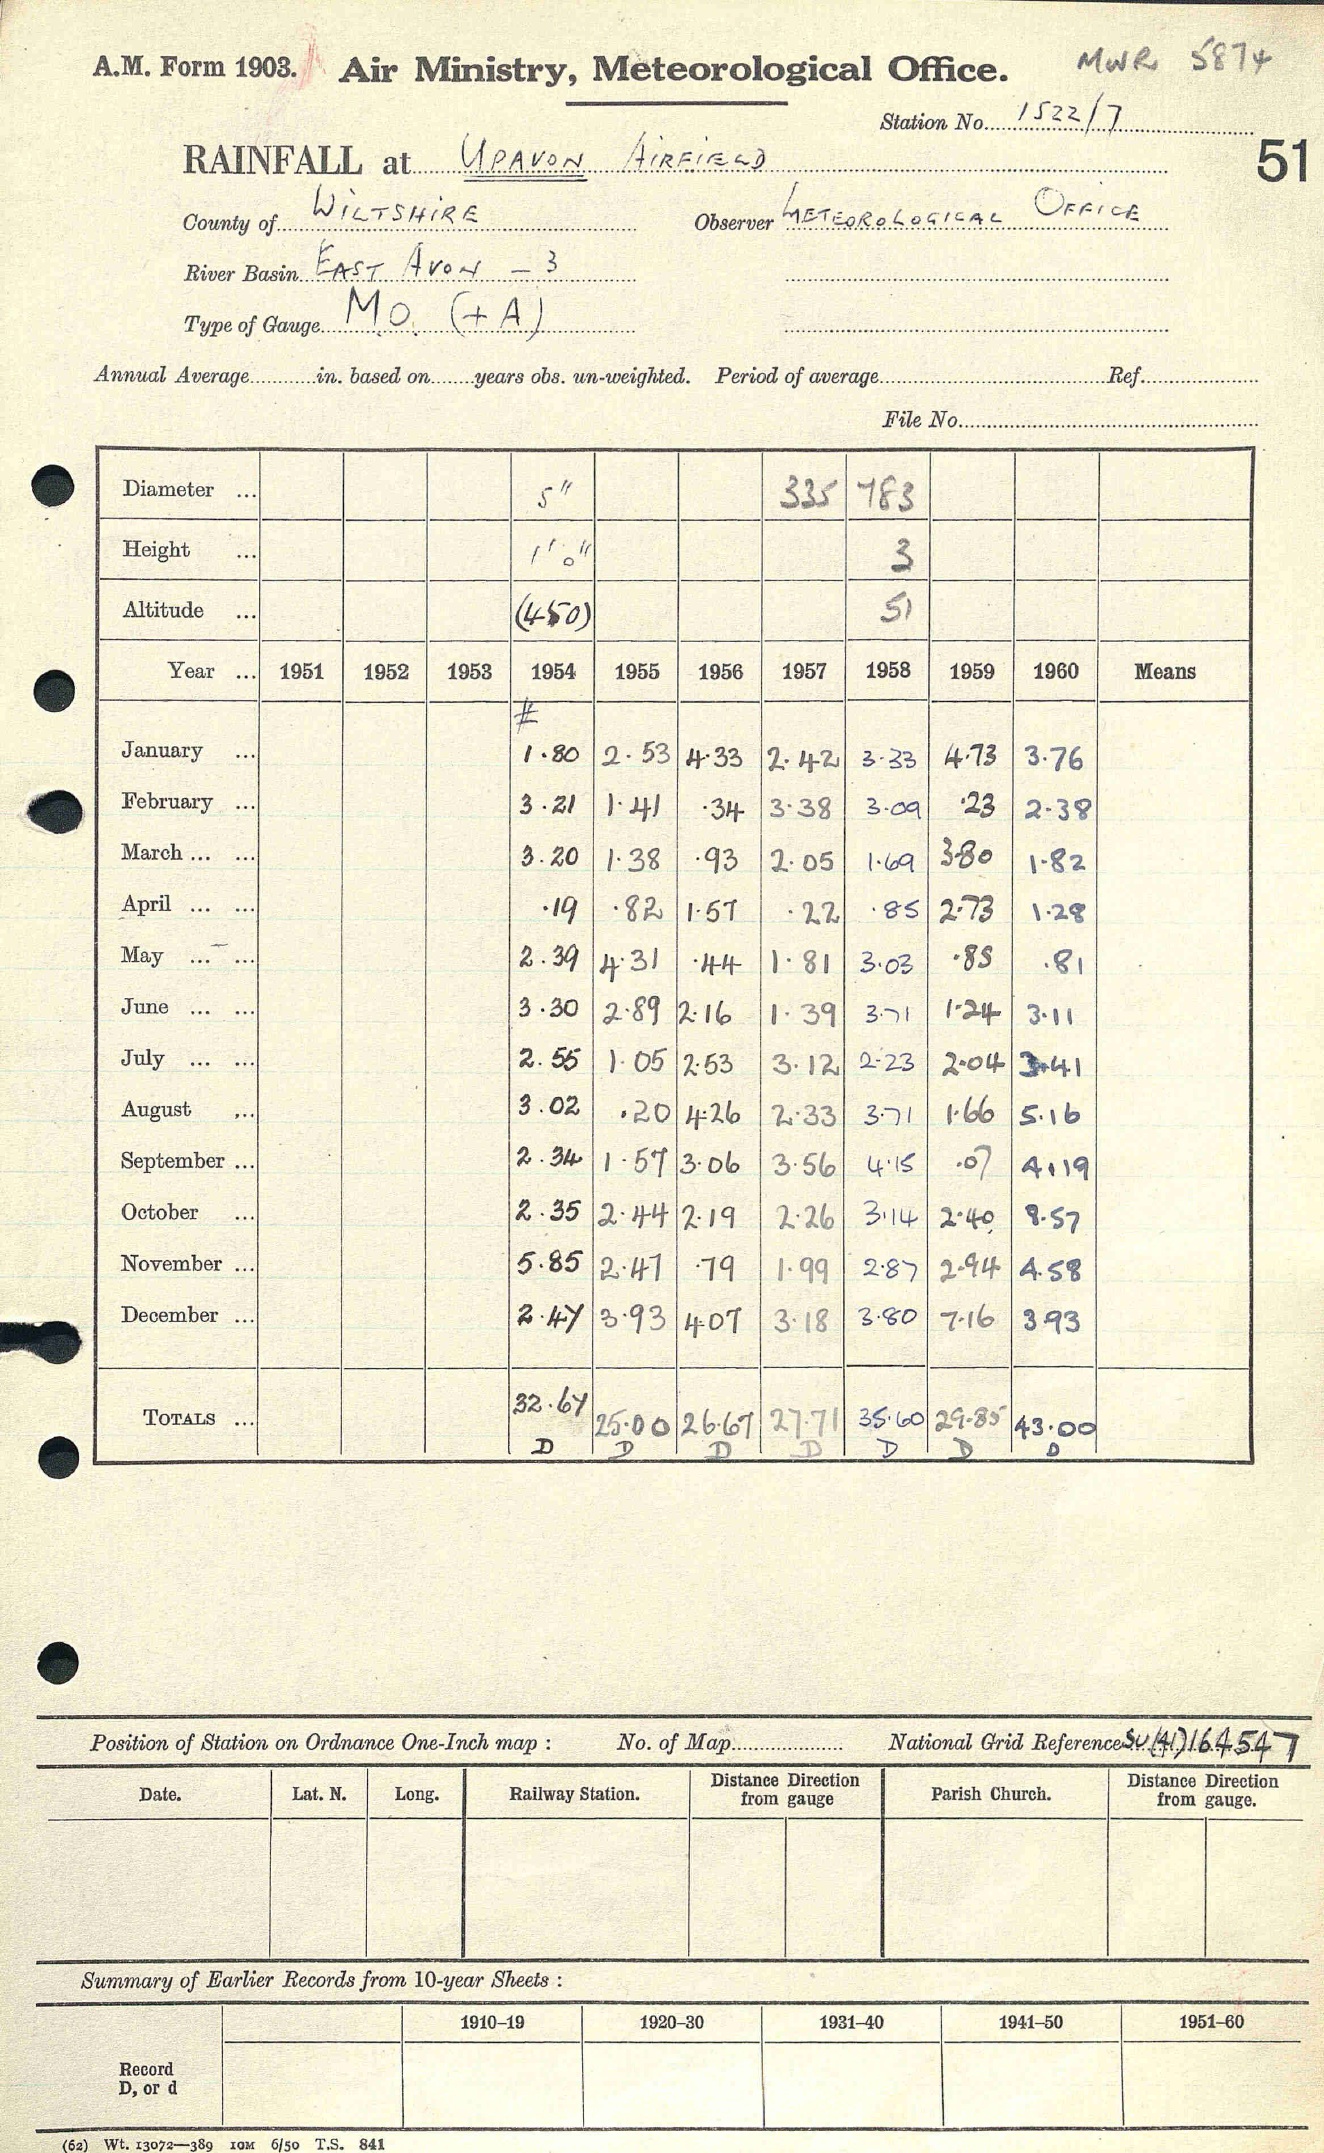 A.M. Form 1903. Air Ministry, Meteorological Office. MWR 5874
Station No. 1522/7
RAINFALL at UPAVON AIRFIELD 51
County of WILTSHIRE Observer METEOROLOGICAL OFFICE
River Basin EAST AVON - 3
Type of Gauge M.O. (+A)
Annual Average in. based on years obs. un-weighted. Period of average Ref.
File No.
Diameter ... 5" 335 783
Height ... 1' 0" 3
Altitude ... (450) 51
Year ... 1951 1952 1953 1954 1955 1956 1957 1958 1959 1960 Means
#
January ... 1.80 2.53 4.33 2.42 3.33 4.73 3.76
February ... 3.21 1.41 .34 3.38 3.09 .23 2.38
March ... ... 3.20 1.38 .93 2.05 1.69 3.80 1.82
April ... ... .19 .82 1.57 .22 .85 2.73 1.28
May ... ... 2.39 4.31 .44 1.81 3.03 .85 .81
June ... ... 3.30 2.89 2.16 1.39 3.71 1.24 3.11
July ... ... 2.55 1.05 2.53 3.12 2.23 2.04 3.41
August ... 3.02 .20 4.26 2.33 3.71 1.66 5.16
September ... 2.34 1.57 3.06 3.56 4.15 .07 4.19
October ... 2.35 2.44 2.19 2.26 3.14 2.40 8.57
November ... 5.85 2.47 .79 1.99 2.87 2.94 4.58
December ... 2.47 3.93 4.07 3.18 3.80 7.16 3.93
TOTALS ... 32.67 25.00 26.67 27.71 35.60 29.85 43.00
D D D D D D D
Position of Station on Ordnance One-Inch map : No. of Map National Grid Reference SU(41)164547
Date. Lat. N. Long. Railway Station. Distance Direction from gauge Parish Church. Distance Direction from gauge.
Summary of Earlier Records from 10-year Sheets :
1910–19 1920–30 1931–40 1941–50 1951–60
Record
D, or d
(62) Wt. 13072—389 10M 6/50 T.S. 841